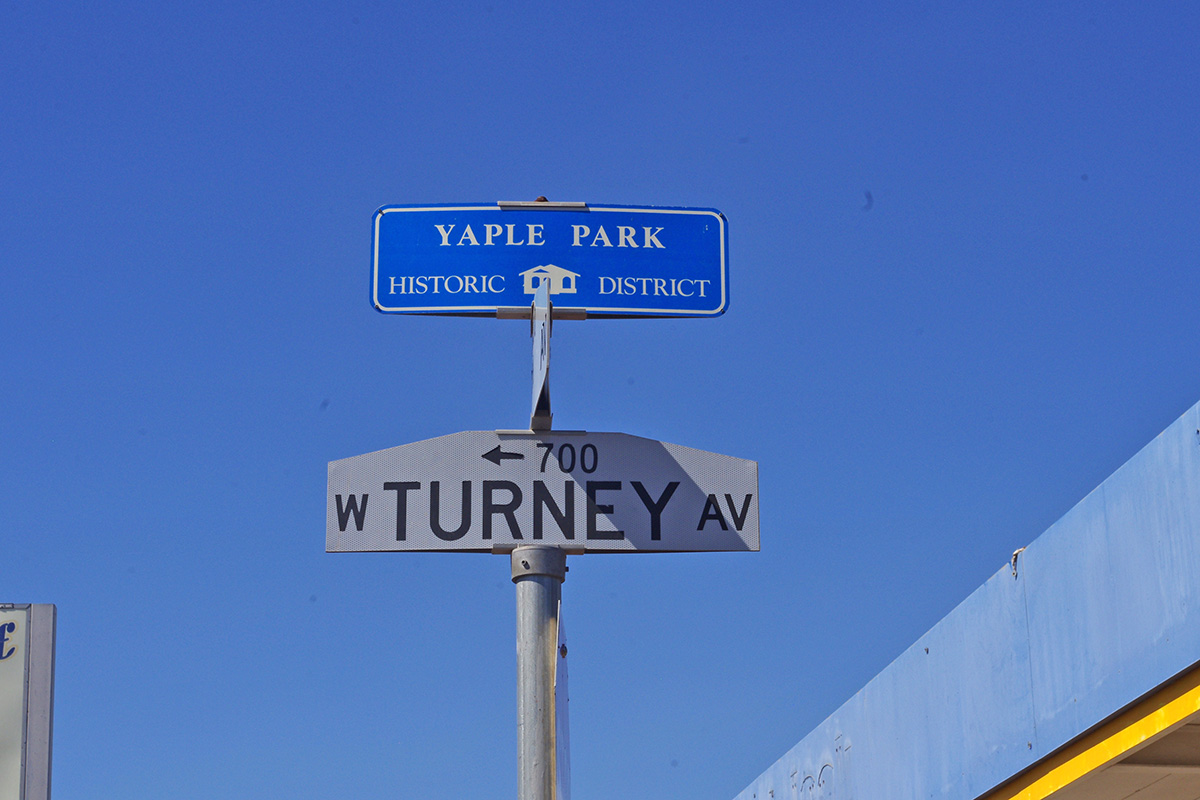 YAPLE PARK
HISTORIC DISTRICT
← 700
W TURNEY AV